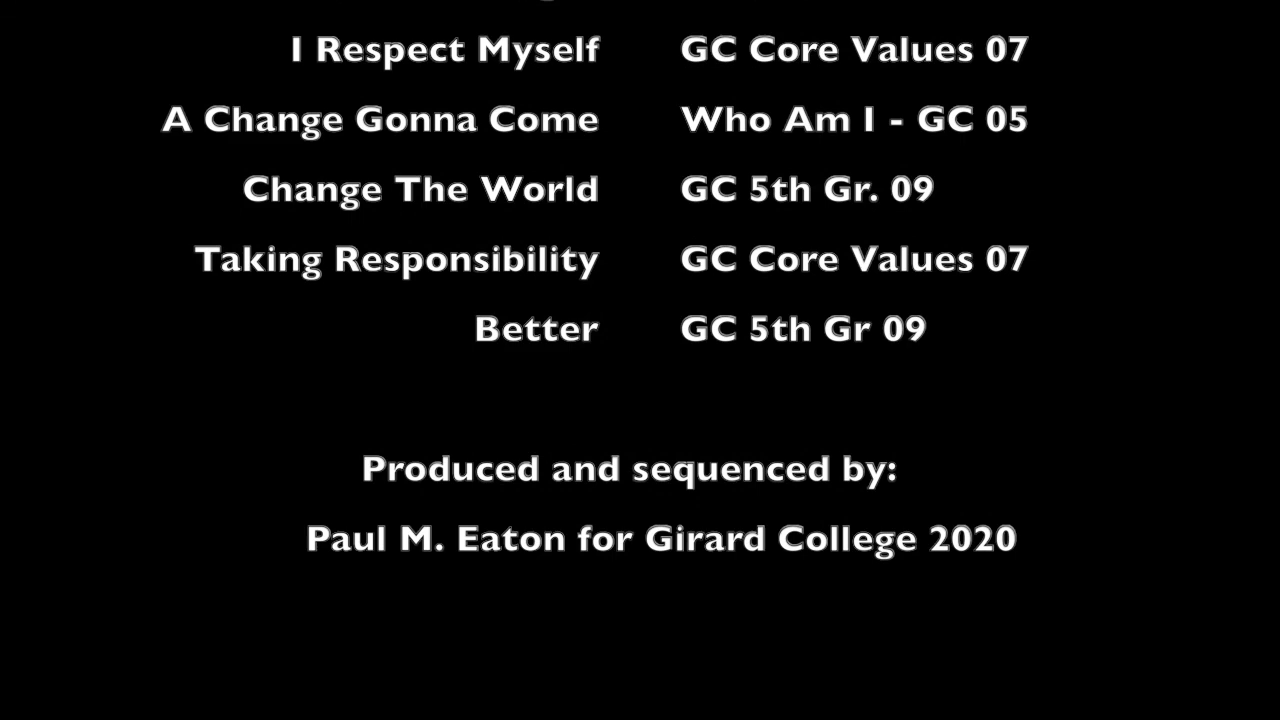 I Respect Myself GC Core Values 07
A Change Gonna Come Who Am I - GC 05
Change The World GC 5th Gr. 09
Taking Responsibility GC Core Values 07
Better GC 5th Gr 09
Produced and sequenced by:
Paul M. Eaton for Girard College 2020